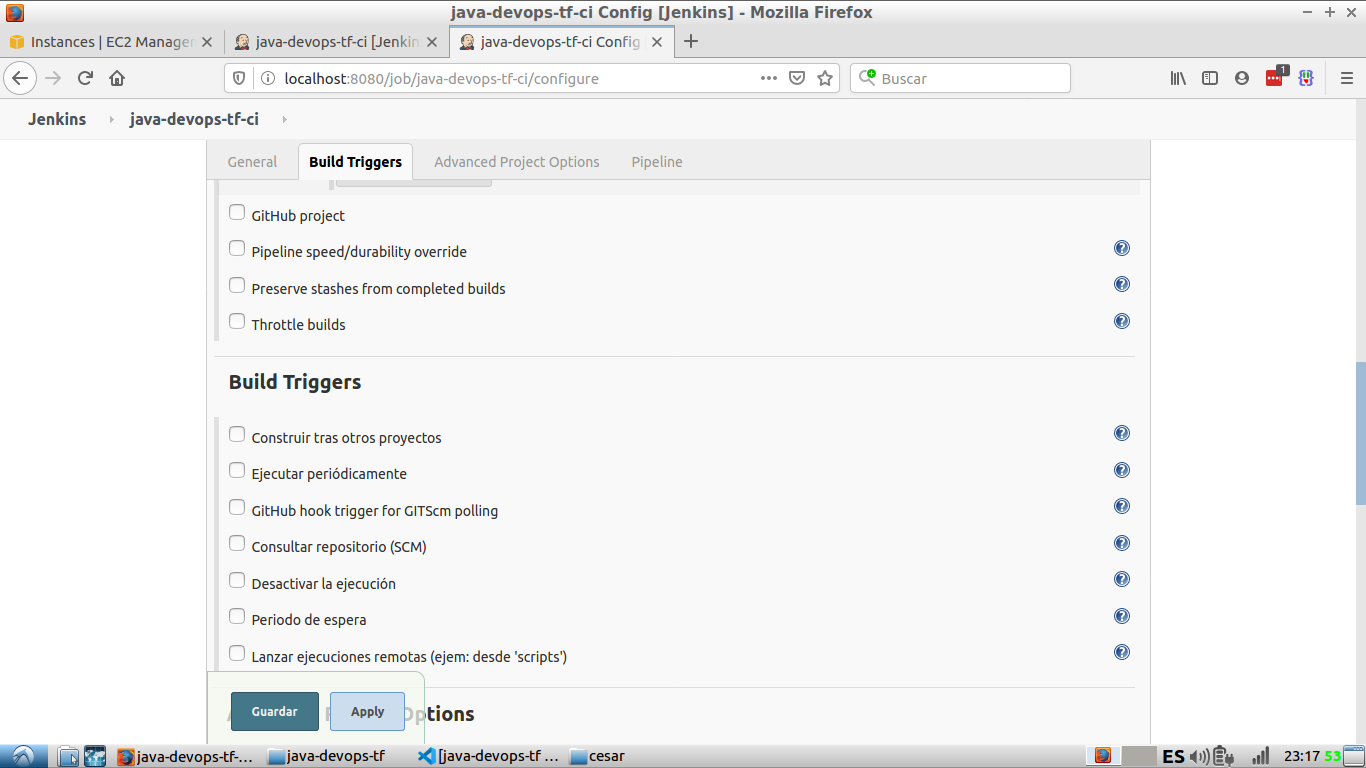 java-devops-tf-ci Config [Jenkins] - Mozilla Firefox
Instances | EC2 Manager
java-devops-tf-ci [Jenkin
java-devops-tf-ci Config
localhost:8080/job/java-devops-tf-ci/configure
Buscar
1
Jenkins
java-devops-tf-ci
General
Build Triggers
Advanced Project Options
Pipeline
GitHub project
Pipeline speed/durability override
Preserve stashes from completed builds
Throttle builds
Build Triggers
Construir tras otros proyectos
Ejecutar periódicamente
GitHub hook trigger for GITScm polling
Consultar repositorio (SCM)
Desactivar la ejecución
Periodo de espera
Lanzar ejecuciones remotas (ejem: desde 'scripts')
Guardar
Apply
Options
java-devops-tf-...
java-devops-tf
[java-devops-tf ...
cesar
ES
23:17
53